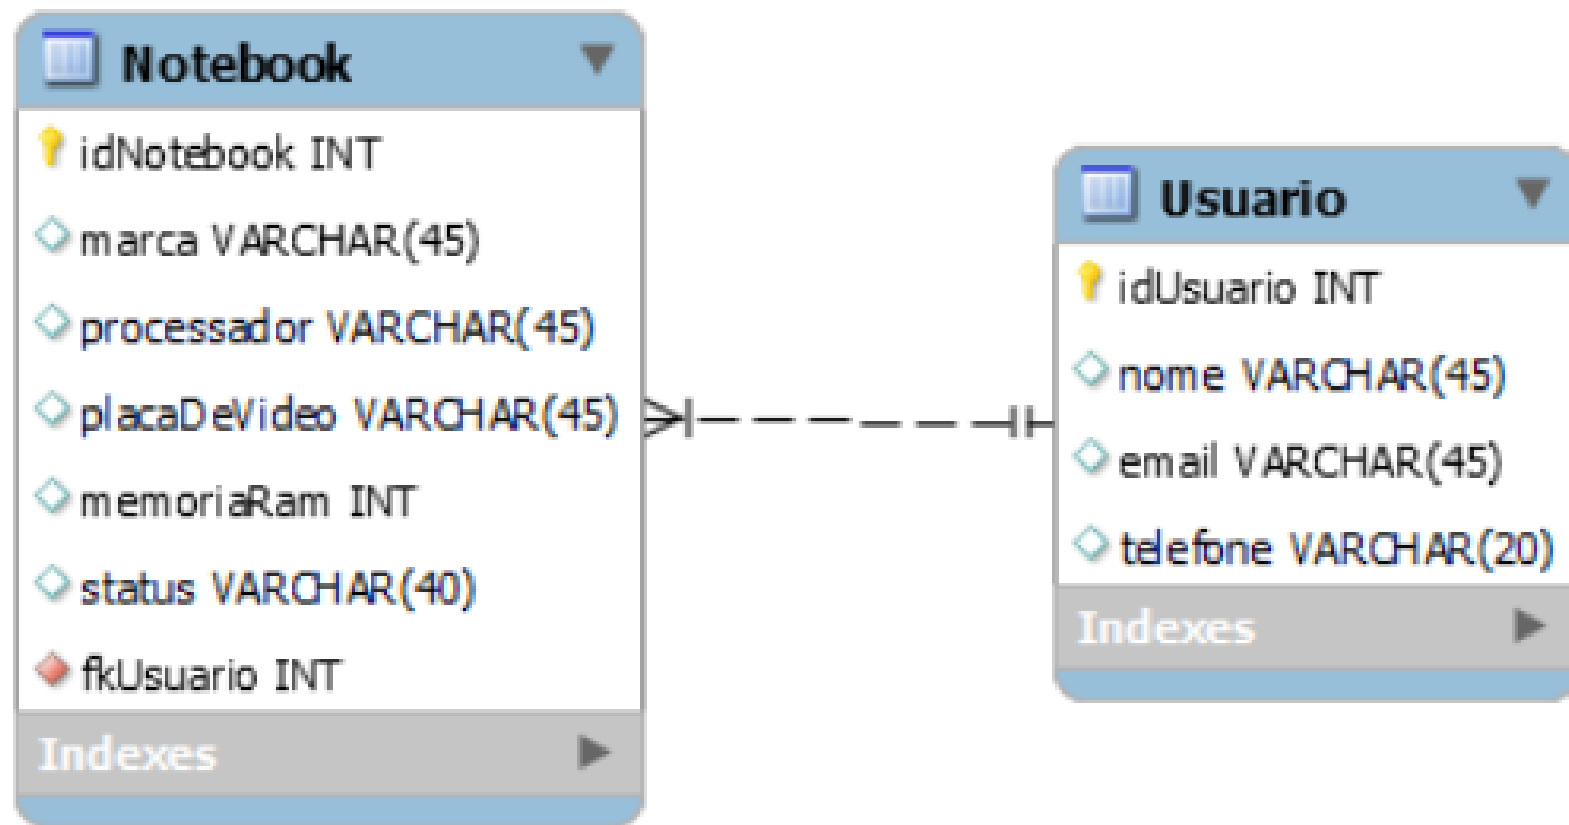 Notebook
idNotebook INT
marca VARCHAR(45)
processador VARCHAR(45)
placaDeVideo VARCHAR(45)
memoriaRam INT
status VARCHAR(40)
fkUsuario INT
Indexes
Usuario
idUsuario INT
nome VARCHAR(45)
email VARCHAR(45)
telefone VARCHAR(20)
Indexes